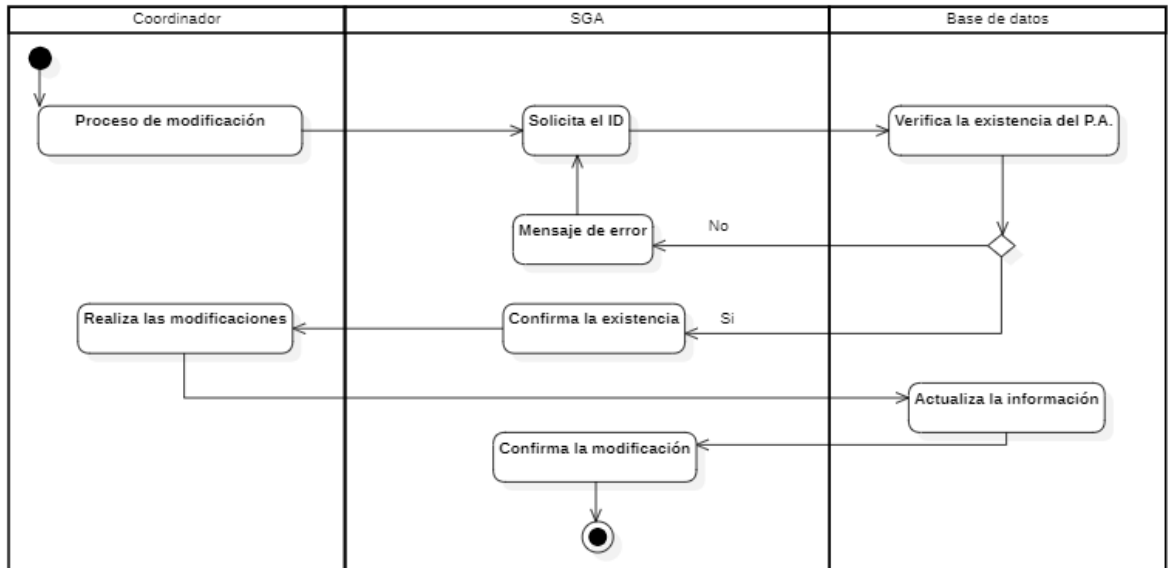 Coordinador
SGA
Base de datos
Proceso de modificación
Solicita el ID
Verifica la existencia del P.A.
Mensaje de error
No
Realiza las modificaciones
Confirma la existencia
Si
Actualiza la información
Confirma la modificación